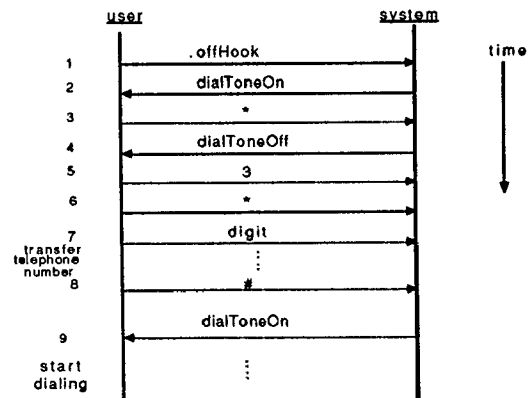 user system
time
1 .offHook
2 dialToneOn
3 *
4 dialToneOff
5 3
6 *
7 digit
transfer
telephone
number
8 #
9 dialToneOn
start
dialing